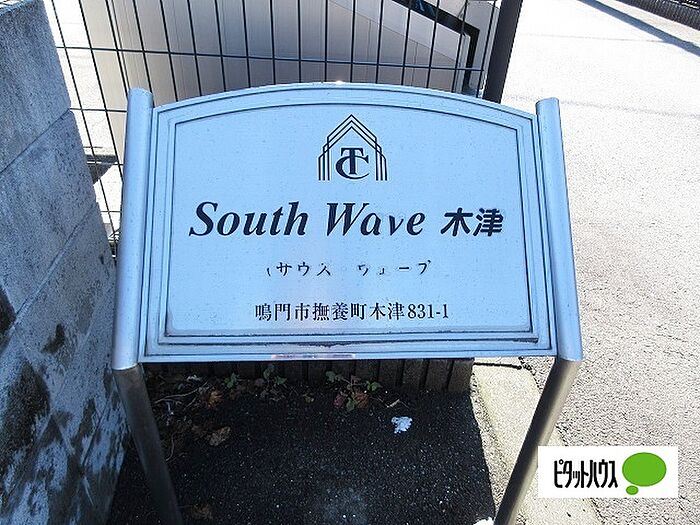 TC
South Wave 木津
(サウス ウェーブ
鳴門市撫養町木津831-1
ピタットハウス